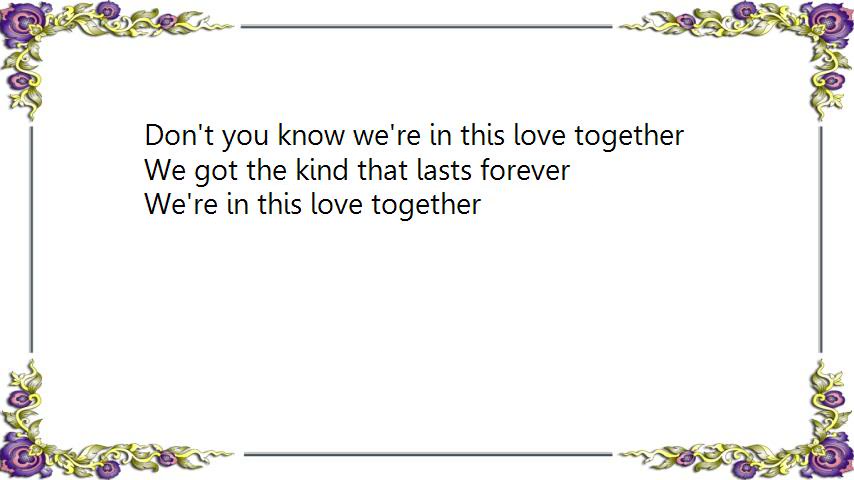 Don't you know we're in this love together
We got the kind that lasts forever
We're in this love together